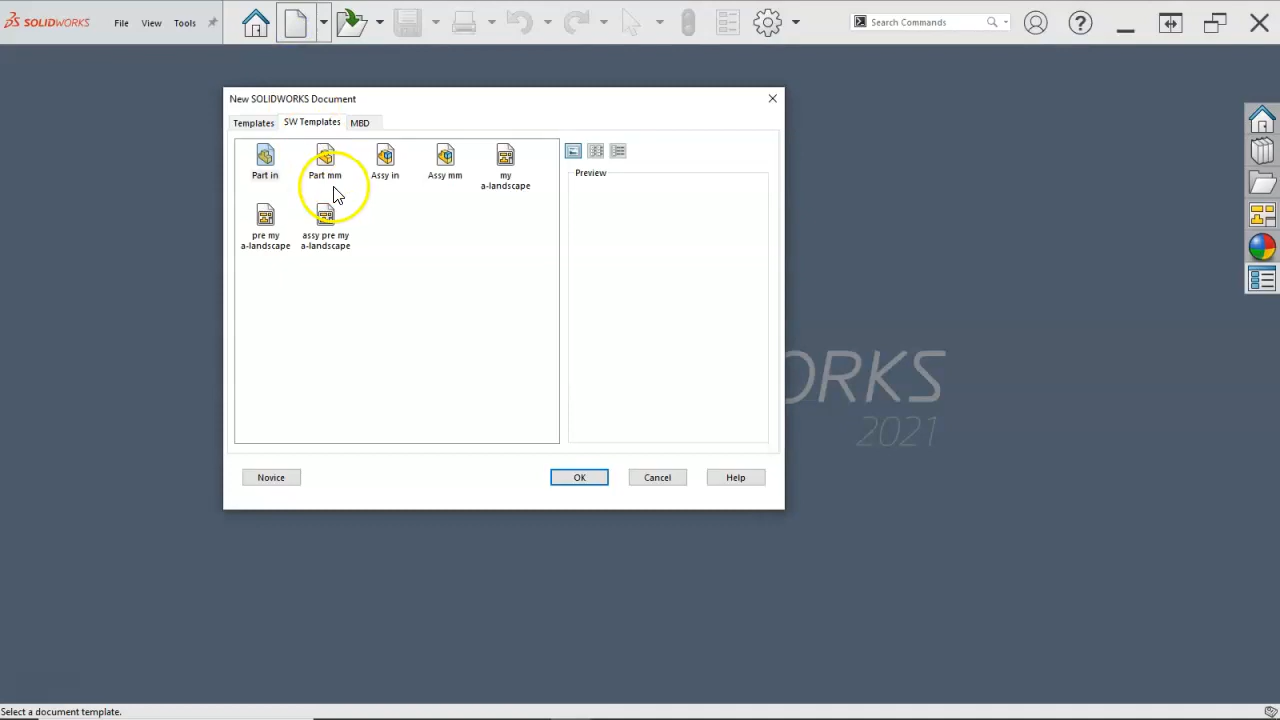 SOLIDWORKS File View Tools Search Commands
New SOLIDWORKS Document
Templates SW Templates MBD
Part in Part mm Assy in Assy mm my a-landscape
Preview
pre my a-landscape assy pre my a-landscape
ORKS
2021
Novice OK Cancel Help
Select a document template.